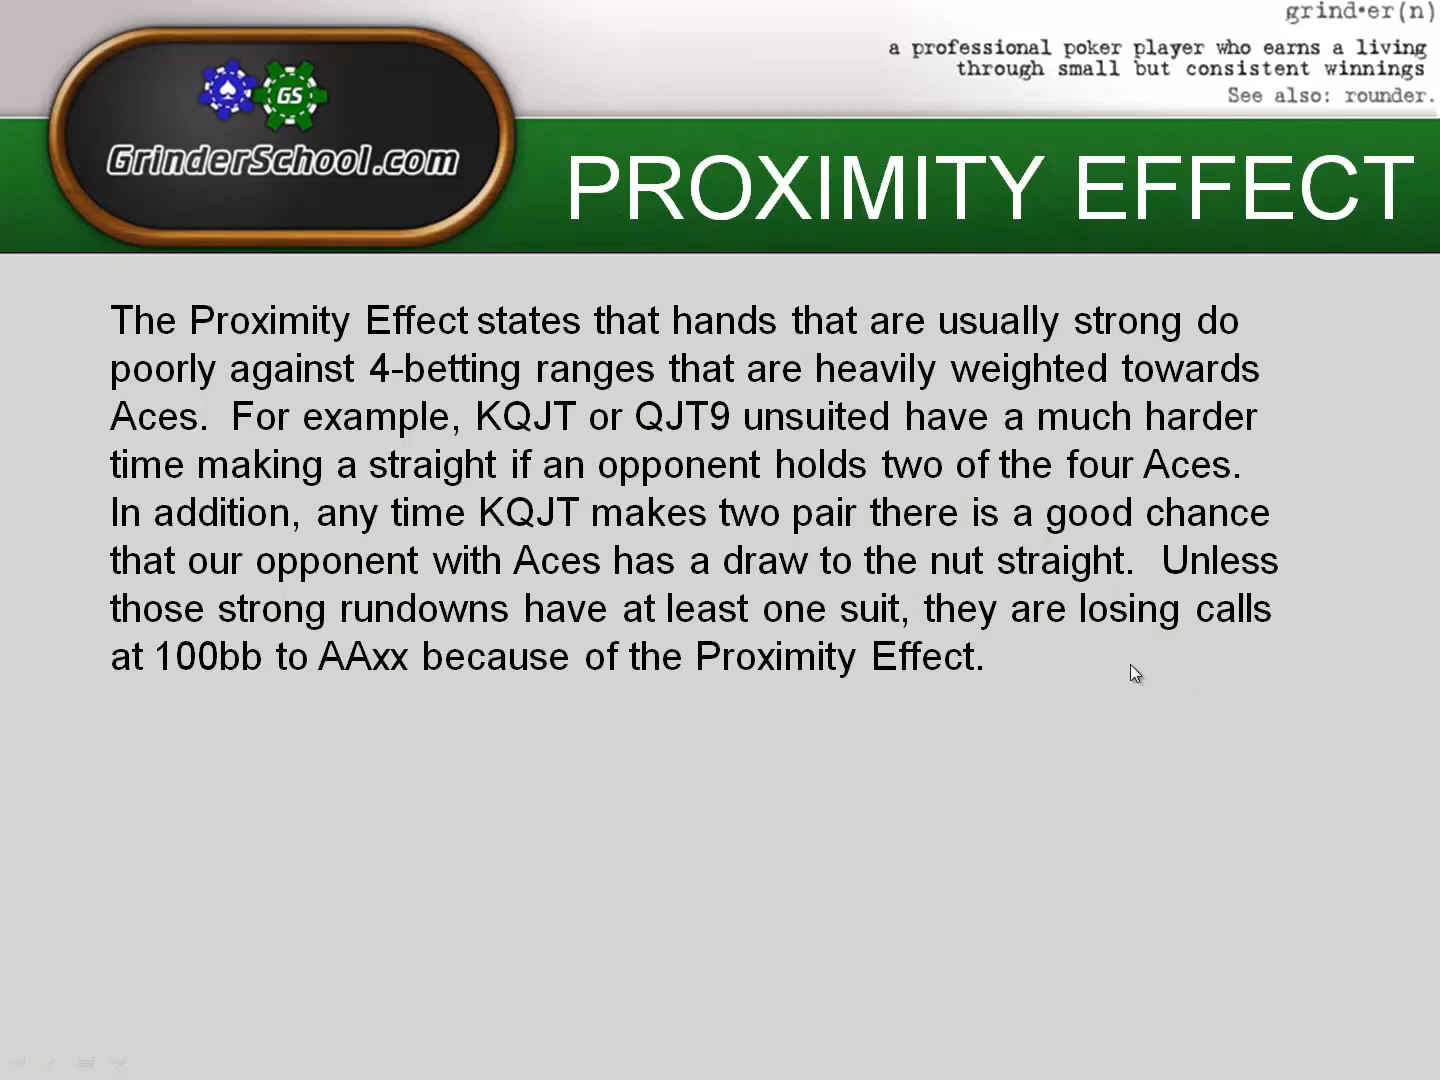 grind•er(n)
a professional poker player who earns a living
through small but consistent winnings
See also: rounder.
GS
GrinderSchool.com
PROXIMITY EFFECT
The Proximity Effect states that hands that are usually strong do
poorly against 4-betting ranges that are heavily weighted towards
Aces.  For example, KQJT or QJT9 unsuited have a much harder
time making a straight if an opponent holds two of the four Aces.
In addition, any time KQJT makes two pair there is a good chance
that our opponent with Aces has a draw to the nut straight.  Unless
those strong rundowns have at least one suit, they are losing calls
at 100bb to AAxx because of the Proximity Effect.